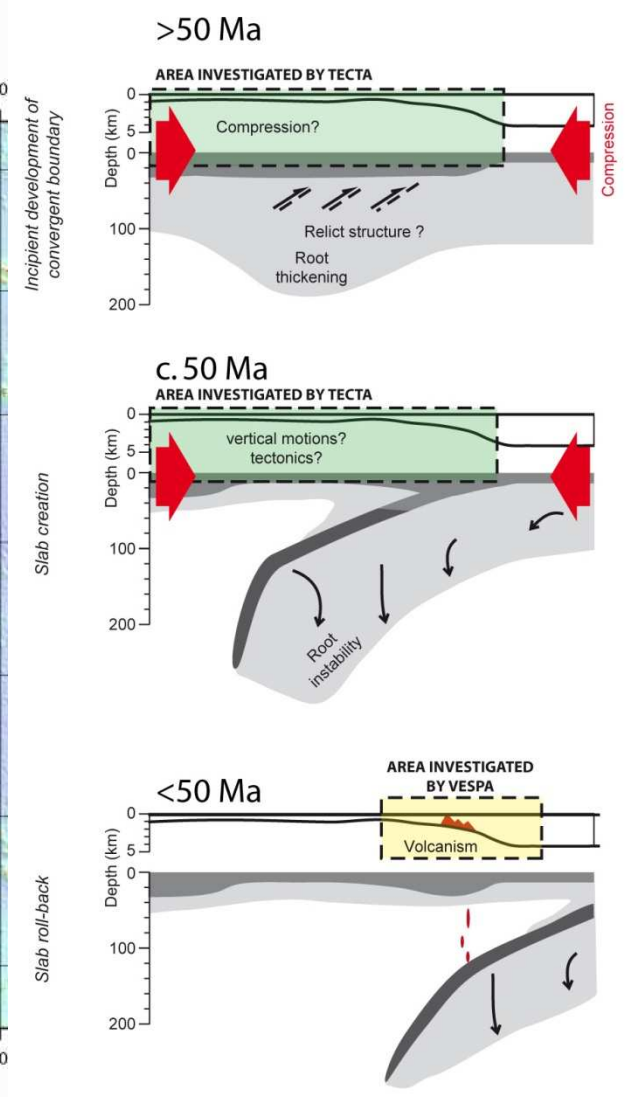 >50 Ma
AREA INVESTIGATED BY TECTA
Incipient development of
convergent boundary
Depth (km)
0
5
0
100
200
Compression?
Compression
Relict structure ?
Root
thickening
c. 50 Ma
AREA INVESTIGATED BY TECTA
Slab creation
Depth (km)
0
5
0
100
200
vertical motions?
tectonics?
Root
instability
<50 Ma
AREA INVESTIGATED
BY VESPA
Slab roll-back
Depth (km)
0
5
0
100
200
Volcanism
0
0